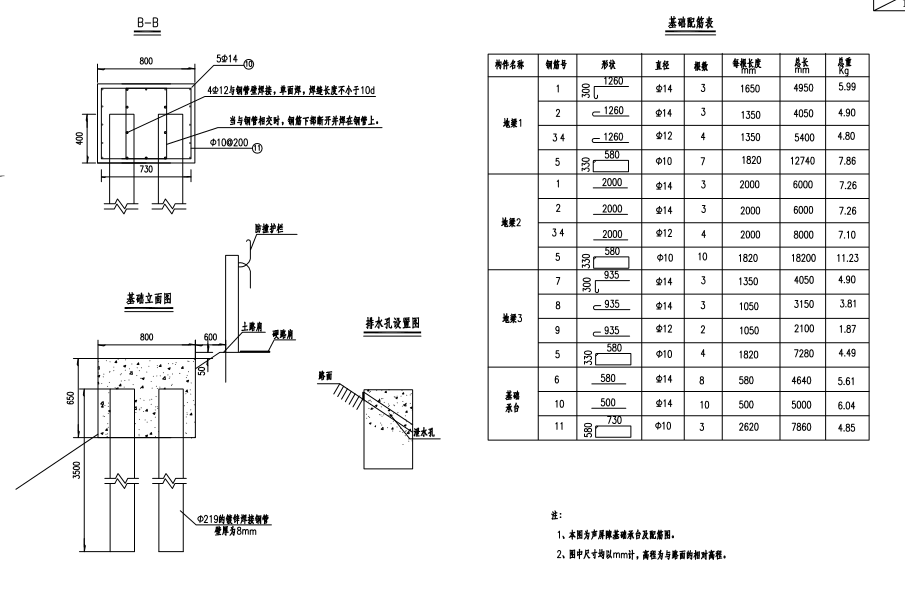 B-B
800
5Φ14 10
4Φ12与钢管壁焊接，单面焊，焊缝长度不小于10d
当与钢管相交时，钢筋下部断开并焊在钢管上。
400
Φ10@200 11
730
防撞护栏
基础立面图
800
600
土路肩
硬路肩
50
650
3500
Φ219的镀锌焊接钢管
壁厚为8mm
排水孔设置图
路面
泄水孔
基础配筋表
构件名称 钢筋号 形状 直径 根数 每根长度 mm 总长 mm 总重 Kg
地梁1
1 300 1260 Φ14 3 1650 4950 5.99
2 1260 Φ14 3 1350 4050 4.90
3 4 1260 Φ12 4 1350 5400 4.80
5 330 580 Φ10 7 1820 12740 7.86
地梁2
1 2000 Φ14 3 2000 6000 7.26
2 2000 Φ14 3 2000 6000 7.26
3 4 2000 Φ12 4 2000 8000 7.10
5 330 580 Φ10 10 1820 18200 11.23
地梁3
7 300 935 Φ14 3 1350 4050 4.90
8 935 Φ14 3 1050 3150 3.81
9 935 Φ12 2 1050 2100 1.87
5 330 580 Φ10 4 1820 7280 4.49
基础
承台
6 580 Φ14 8 580 4640 5.61
10 500 Φ14 10 500 5000 6.04
11 580 730 Φ10 3 2620 7860 4.85
注：
1、本图为声屏障基础承台及配筋图。
2、图中尺寸均以mm计，高程为与路面的相对高程。